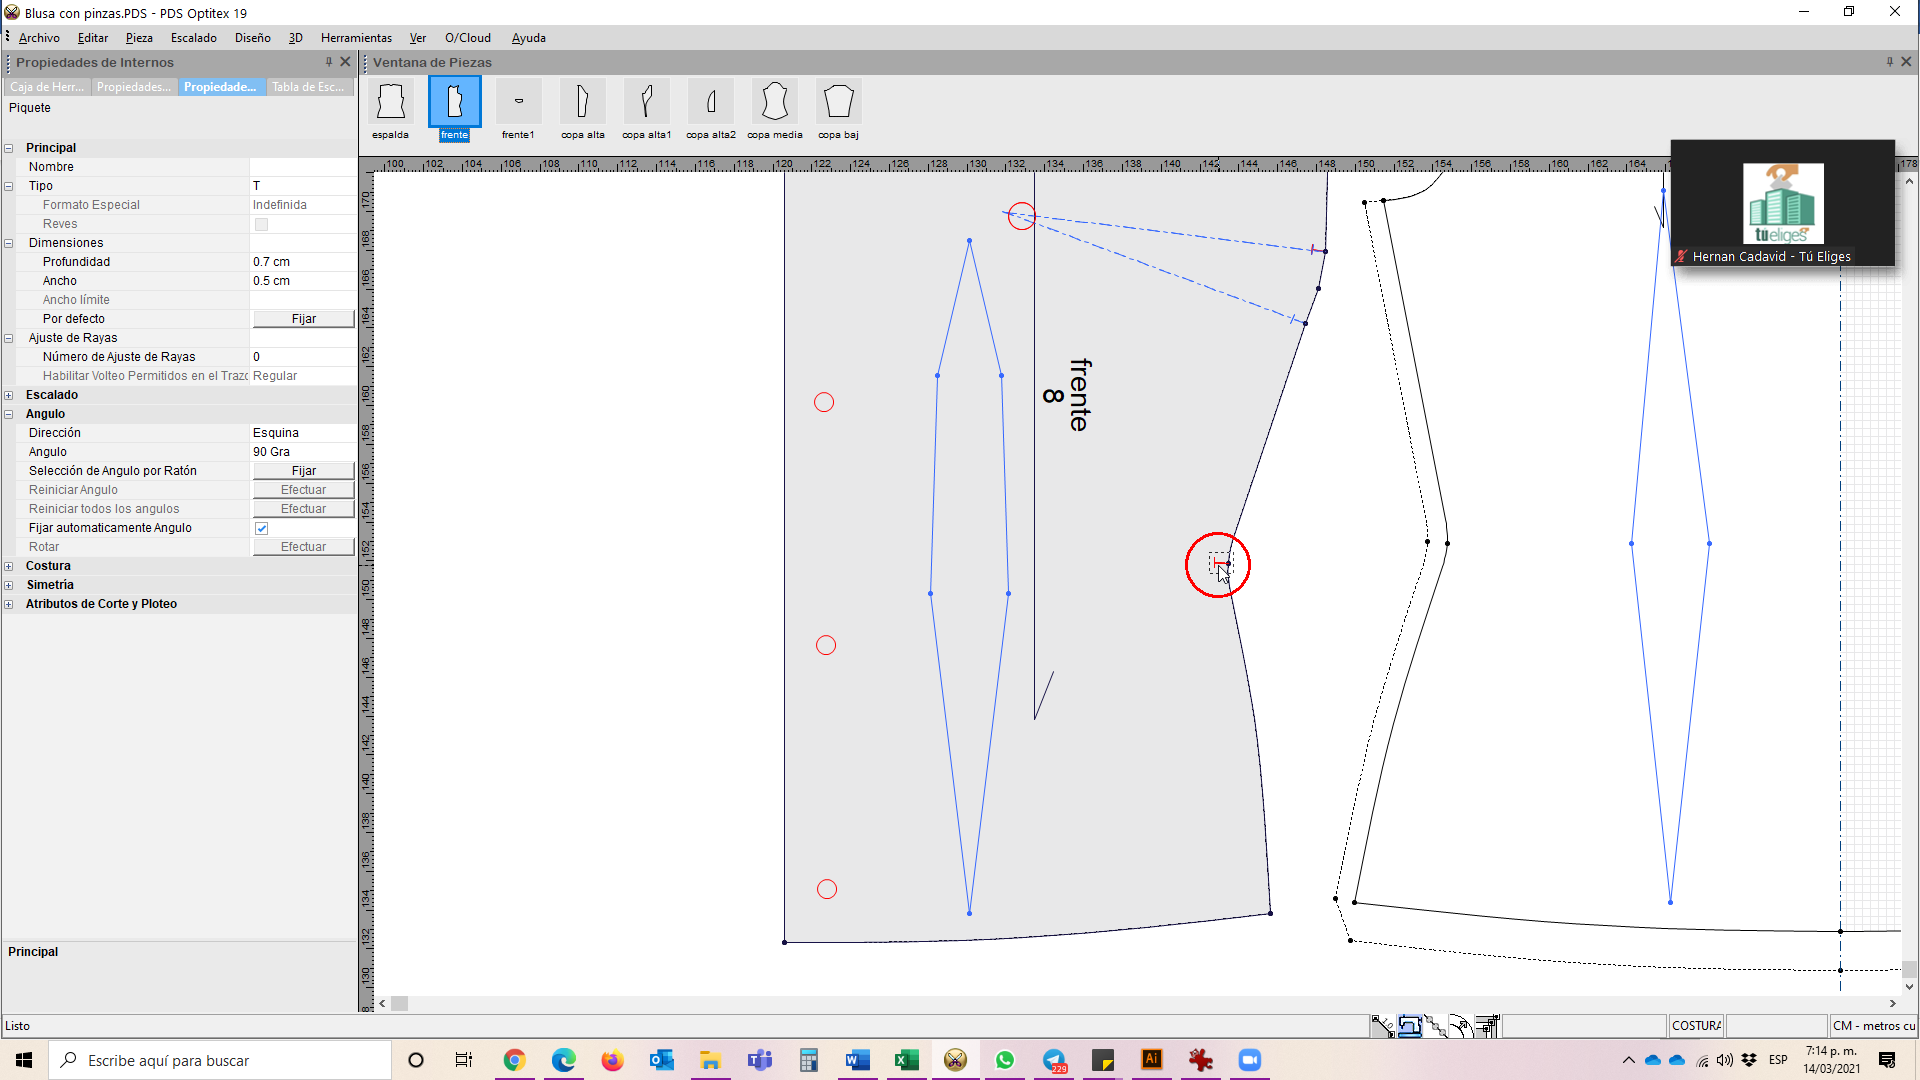 Blusa con pinzas.PDS - PDS Optitex 19
Archivo Editar Pieza Escalado Diseño 3D Herramientas Ver O/Cloud Ayuda
Propiedades de Internos
Ventana de Piezas
Caja de Herr... Propiedades... Propiedade... Tabla de Esc...
Piquete
espalda frente frente1 copa alta copa alta1 copa alta2 copa media copa baj
Principal
Nombre
Tipo T
Formato Especial Indefinida
Reves
Dimensiones
Profundidad 0.7 cm
Ancho 0.5 cm
Ancho límite
Por defecto Fijar
Ajuste de Rayas
Número de Ajuste de Rayas 0
Habilitar Volteo Permitidos en el Trazo Regular
Escalado
Angulo
Dirección Esquina
Angulo 90 Gra
Selección de Angulo por Ratón Fijar
Reiniciar Angulo Efectuar
Reiniciar todos los angulos Efectuar
Fijar automaticamente Angulo
Rotar Efectuar
Costura
Simetría
Atributos de Corte y Ploteo
Principal
100 102 104 106 108 110 112 114 116 118 120 122 124 126 128 130 132 134 136 138 140 142 144 146 148 150 152 154 156 158 160 162 164 178
170
168
166
164
162
160
158
156
154
152
150
148
146
144
142
140
138
136
134
132
130
frente
8
tueliges
Hernan Cadavid - Tú Eliges
Listo
COSTURA
CM - metros cu
Escribe aquí para buscar
229
ESP
7:14 p. m.
14/03/2021